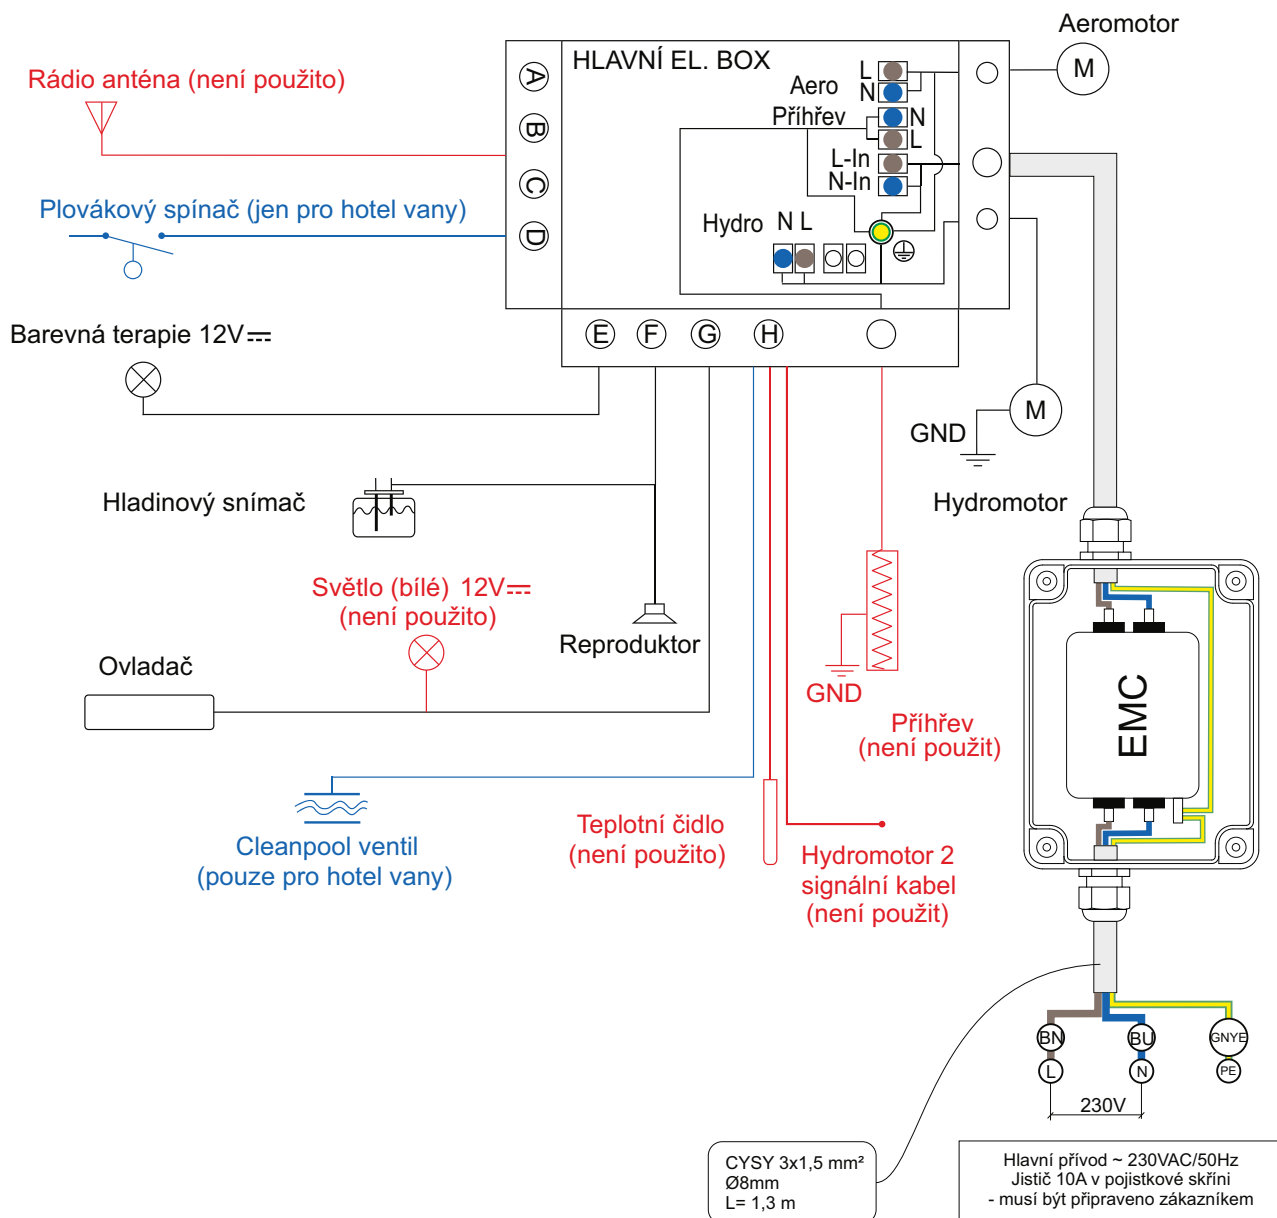 Aeromotor
M
HLAVNÍ EL. BOX
Rádio anténa (není použito)
A
B
C
D
Aero
L
N
Příhřev
N
L
L-In
N-In
Hydro
N L
Plovákový spínač (jen pro hotel vany)
E
F
G
H
Barevná terapie 12V
M
GND
Hladinový snímač
Hydromotor
Světlo (bílé) 12V
(není použito)
Reproduktor
Ovladač
GND
Příhřev
(není použit)
EMC
Cleanpool ventil
(pouze pro hotel vany)
Teplotní čidlo
(není použito)
Hydromotor 2
signální kabel
(není použit)
BN
BU
GNYE
L
N
PE
230V
CYSY 3x1,5 mm²
Ø8mm
L= 1,3 m
Hlavní přívod ~ 230VAC/50Hz
Jistič 10A v pojistkové skříni
- musí být připraveno zákazníkem